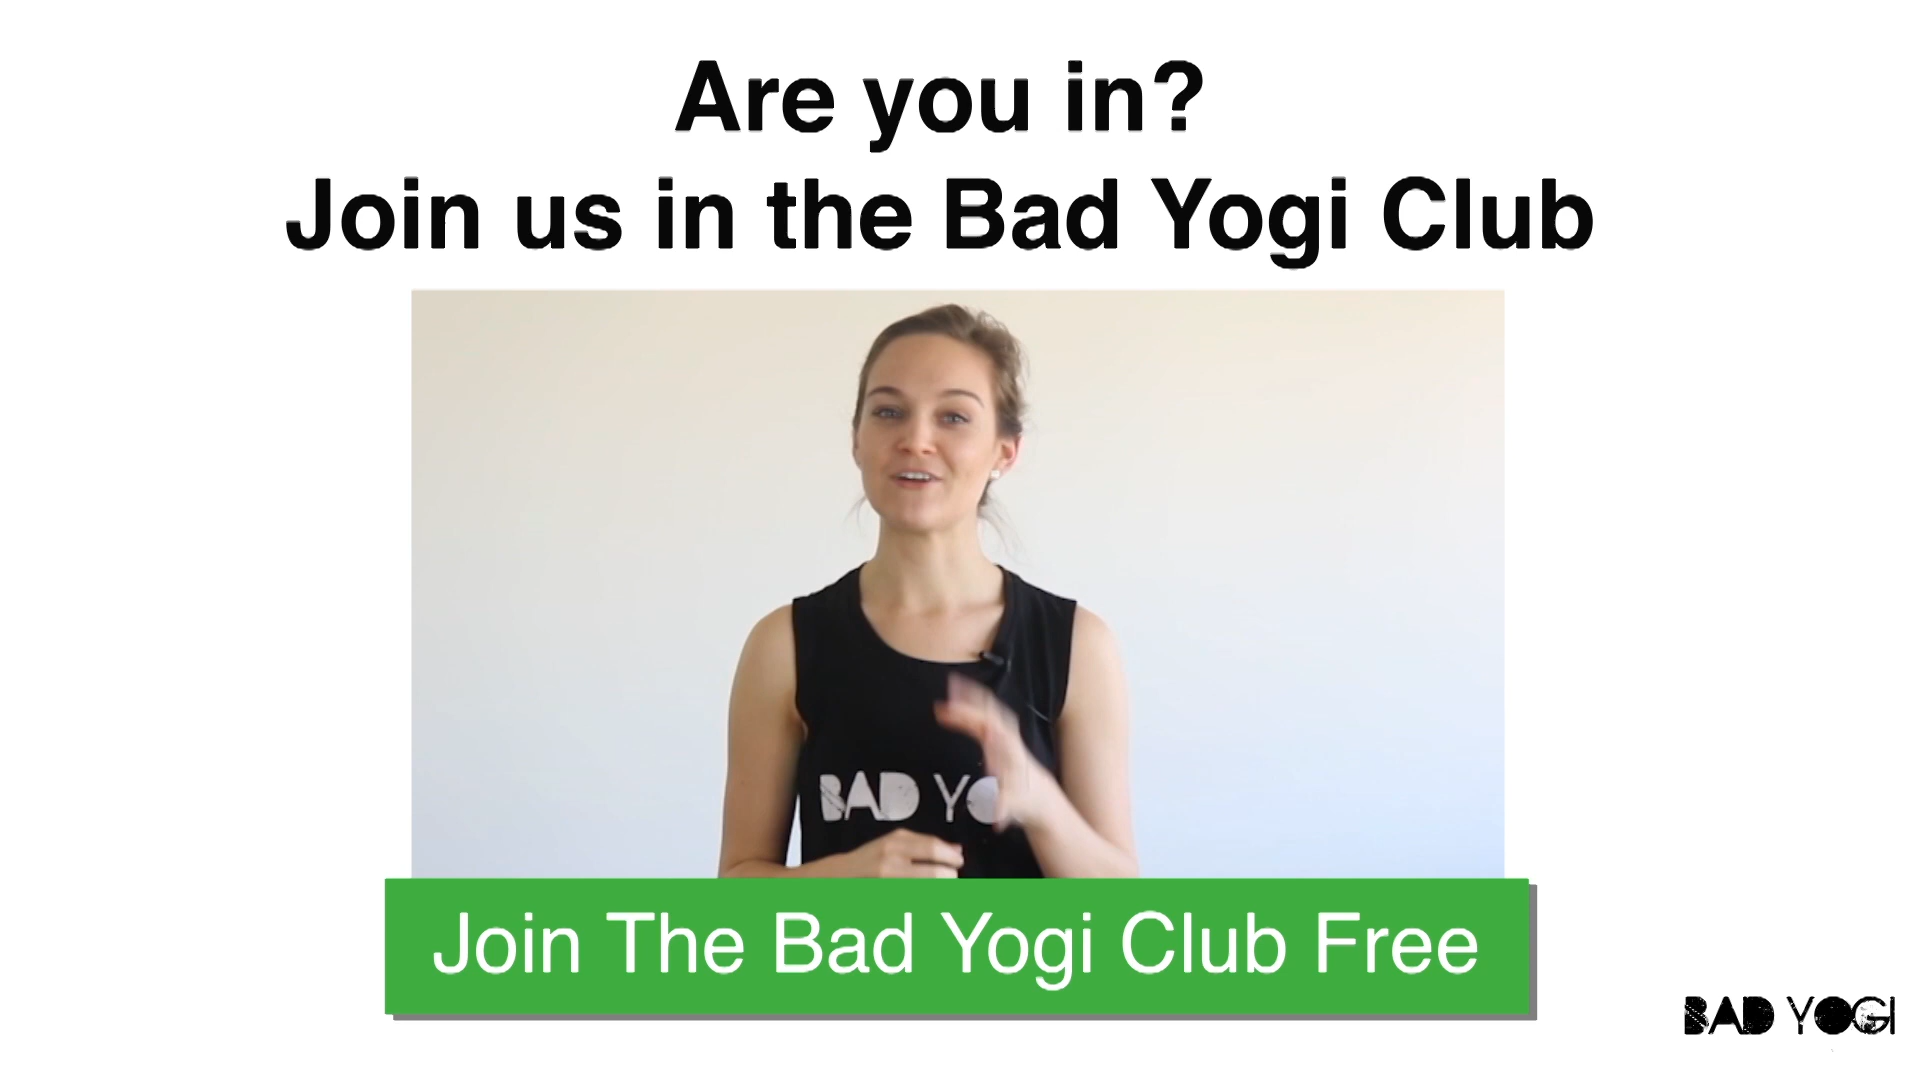 Are you in?
Join us in the Bad Yogi Club
BAD YO
Join The Bad Yogi Club Free
BAD YOGI